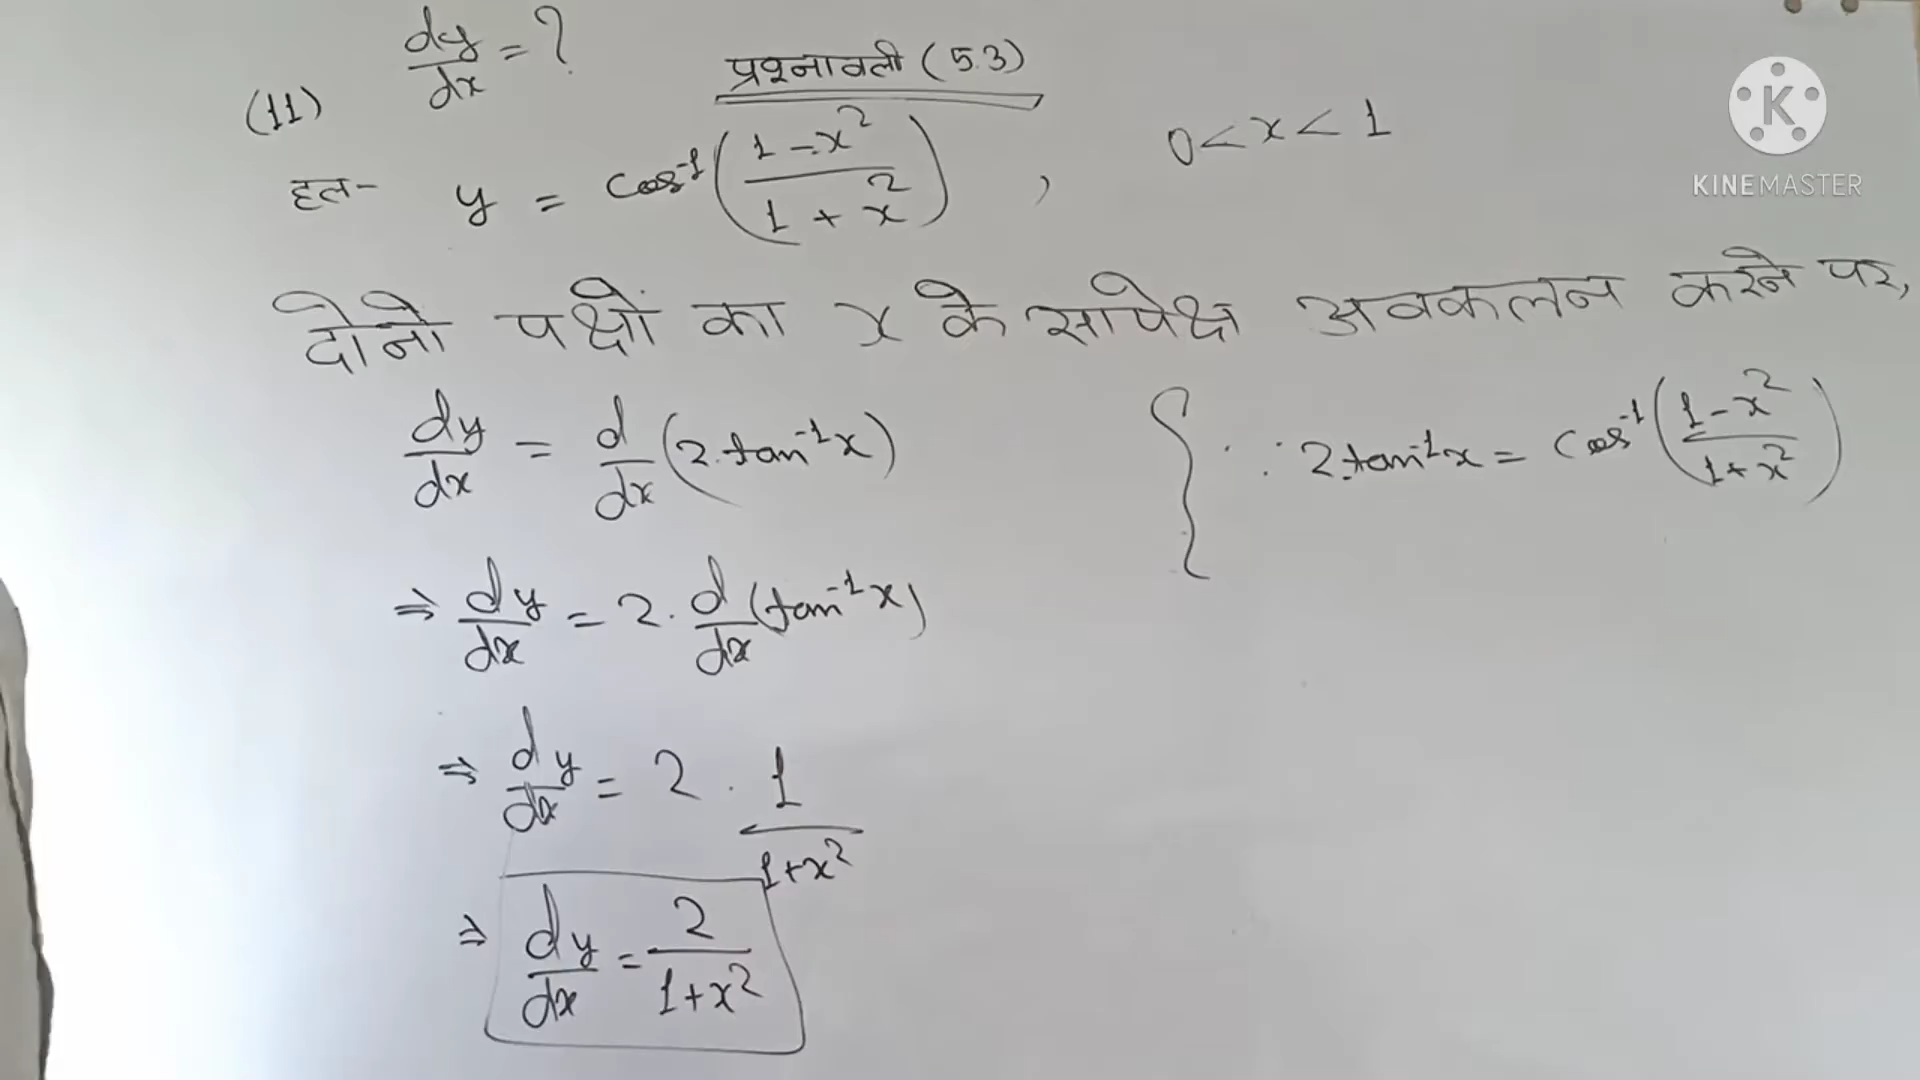 dy/dx = ?
प्रश्नावली (5.3)
(11)
हल- y = cos⁻¹((1-x²)/(1+x²)), 0<x<1
दोनो पक्षों का x के सापेक्ष अवकलन करने पर,
dy/dx = d/dx (2.tan⁻¹x) { ∵ 2.tan⁻¹x = cos⁻¹((1-x²)/(1+x²))
⇒ dy/dx = 2. d/dx (tan⁻¹x)
⇒ dy/dx = 2 . 1/(1+x²)
⇒ dy/dx = 2/(1+x²)
K
KINEMASTER